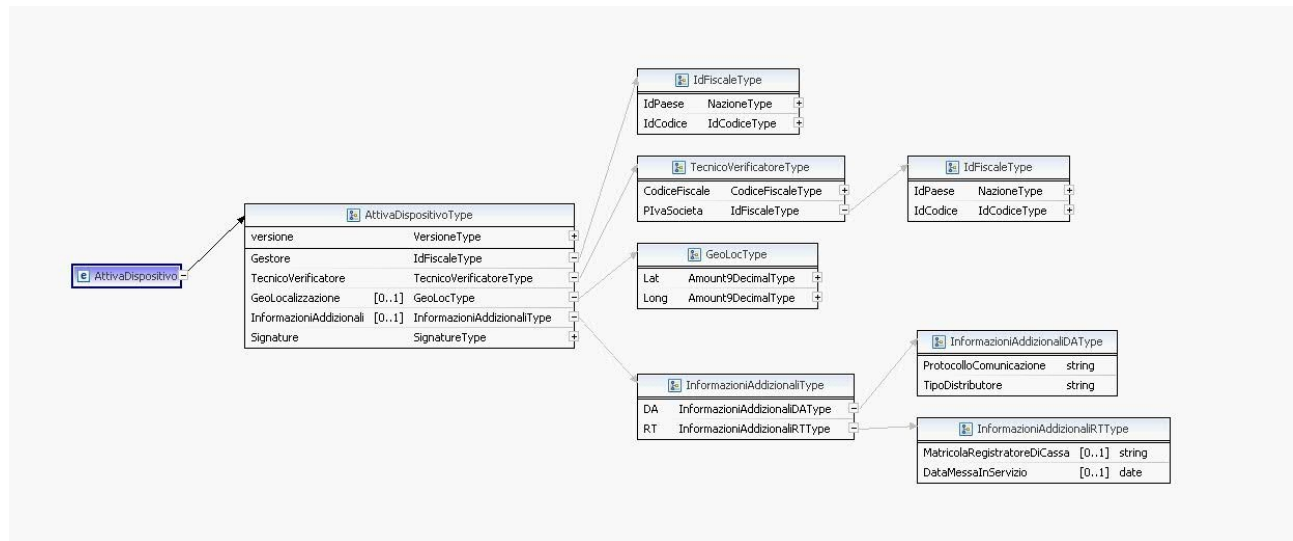 AttivaDispositivo
AttivaDispositivoType
versione VersioneType
Gestore IdFiscaleType
TecnicoVerificatore TecnicoVerificatoreType
GeoLocalizzazione [0..1] GeoLocType
InformazioniAddizionali [0..1] InformazioniAddizionaliType
Signature SignatureType
IdFiscaleType
IdPaese NazioneType
IdCodice IdCodiceType
TecnicoVerificatoreType
CodiceFiscale CodiceFiscaleType
PIvaSocieta IdFiscaleType
IdFiscaleType
IdPaese NazioneType
IdCodice IdCodiceType
GeoLocType
Lat Amount9DecimalType
Long Amount9DecimalType
InformazioniAddizionaliType
DA InformazioniAddizionaliDAType
RT InformazioniAddizionaliRTType
InformazioniAddizionaliDAType
ProtocolloComunicazione string
TipoDistributore string
InformazioniAddizionaliRTType
MatricolaRegistratoreDiCassa [0..1] string
DataMessaInServizio [0..1] date